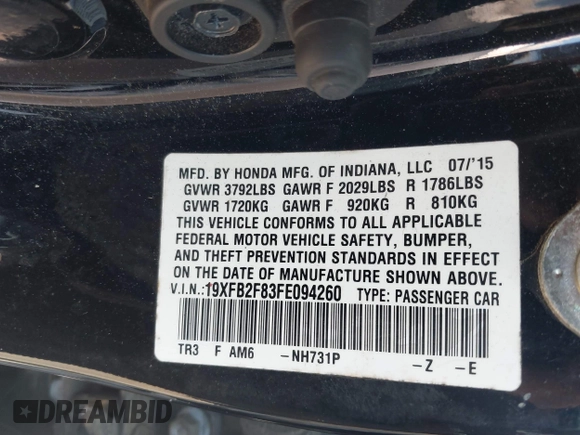 MFD. BY HONDA MFG. OF INDIANA, LLC 07/'15
GVWR 3792LBS GAWR F 2029LBS R 1786LBS
GVWR 1720KG GAWR F 920KG R 810KG
THIS VEHICLE CONFORMS TO ALL APPLICABLE
FEDERAL MOTOR VEHICLE SAFETY, BUMPER,
AND THEFT PREVENTION STANDARDS IN EFFECT
ON THE DATE OF MANUFACTURE SHOWN ABOVE.
V.I.N.:19XFB2F83FE094260 TYPE: PASSENGER CAR
TR3 F AM6 -NH731P -Z -E
DREAMBID